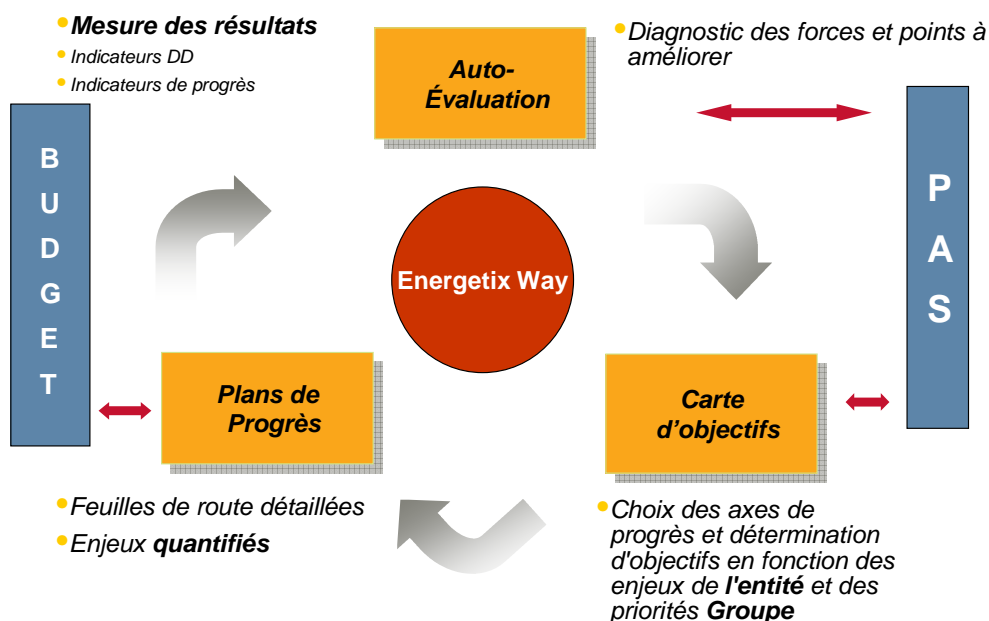 Mesure des résultats
Indicateurs DD
Indicateurs de progrès
Auto-
Évaluation
Diagnostic des forces et points à
améliorer
B
U
D
G
E
T
P
A
S
Energetix Way
Plans de
Progrès
Carte
d’objectifs
Feuilles de route détaillées
Enjeux quantifiés
Choix des axes de
progrès et détermination
d'objectifs en fonction des
enjeux de l'entité et des
priorités Groupe